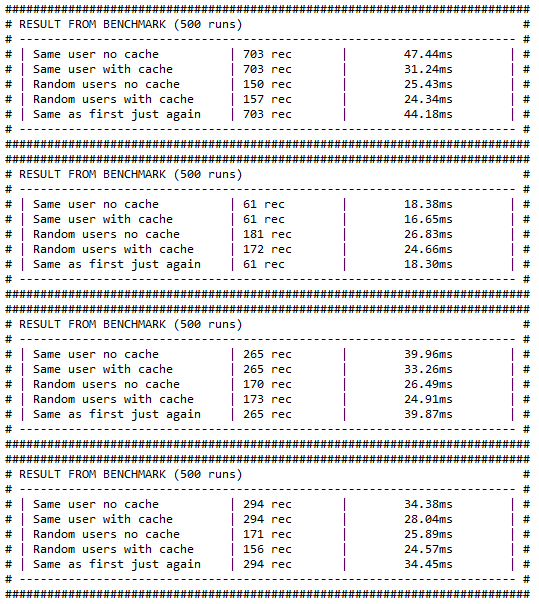 ###########################################################################
# RESULT FROM BENCHMARK (500 runs) #
# ----------------------------------------------------------------------- #
# | Same user no cache | 703 rec | 47.44ms | #
# | Same user with cache | 703 rec | 31.24ms | #
# | Random users no cache | 150 rec | 25.43ms | #
# | Random users with cache | 157 rec | 24.34ms | #
# | Same as first just again | 703 rec | 44.18ms | #
# ----------------------------------------------------------------------- #
###########################################################################
###########################################################################
# RESULT FROM BENCHMARK (500 runs) #
# ----------------------------------------------------------------------- #
# | Same user no cache | 61 rec | 18.38ms | #
# | Same user with cache | 61 rec | 16.65ms | #
# | Random users no cache | 181 rec | 26.83ms | #
# | Random users with cache | 172 rec | 24.66ms | #
# | Same as first just again | 61 rec | 18.30ms | #
# ----------------------------------------------------------------------- #
###########################################################################
###########################################################################
# RESULT FROM BENCHMARK (500 runs) #
# ----------------------------------------------------------------------- #
# | Same user no cache | 265 rec | 39.96ms | #
# | Same user with cache | 265 rec | 33.26ms | #
# | Random users no cache | 170 rec | 26.49ms | #
# | Random users with cache | 173 rec | 24.91ms | #
# | Same as first just again | 265 rec | 39.87ms | #
# ----------------------------------------------------------------------- #
###########################################################################
###########################################################################
# RESULT FROM BENCHMARK (500 runs) #
# ----------------------------------------------------------------------- #
# | Same user no cache | 294 rec | 34.38ms | #
# | Same user with cache | 294 rec | 28.04ms | #
# | Random users no cache | 171 rec | 25.89ms | #
# | Random users with cache | 156 rec | 24.57ms | #
# | Same as first just again | 294 rec | 34.45ms | #
# ----------------------------------------------------------------------- #
###########################################################################